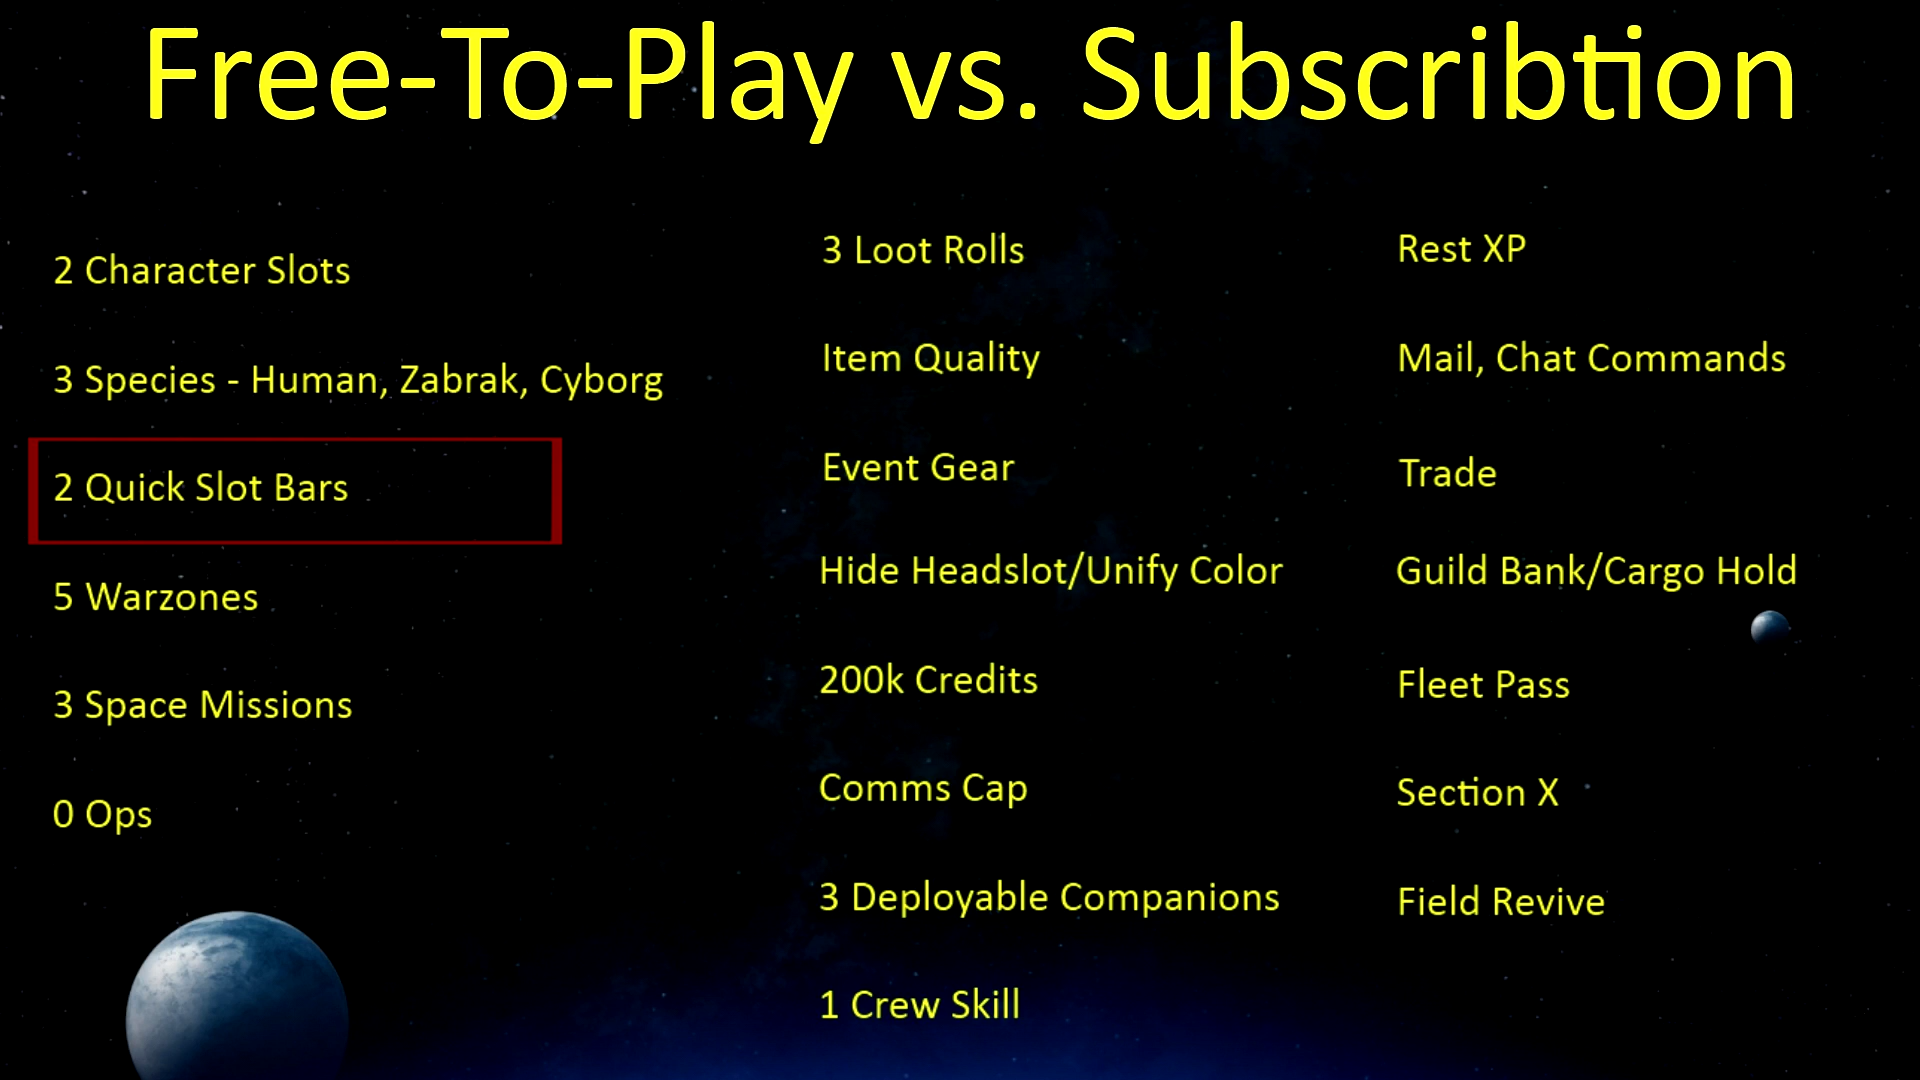 Free-To-Play vs. Subscribtion
2 Character Slots
3 Species - Human, Zabrak, Cyborg
2 Quick Slot Bars
5 Warzones
3 Space Missions
0 Ops
3 Loot Rolls
Item Quality
Event Gear
Hide Headslot/Unify Color
200k Credits
Comms Cap
3 Deployable Companions
1 Crew Skill
Rest XP
Mail, Chat Commands
Trade
Guild Bank/Cargo Hold
Fleet Pass
Section X
Field Revive